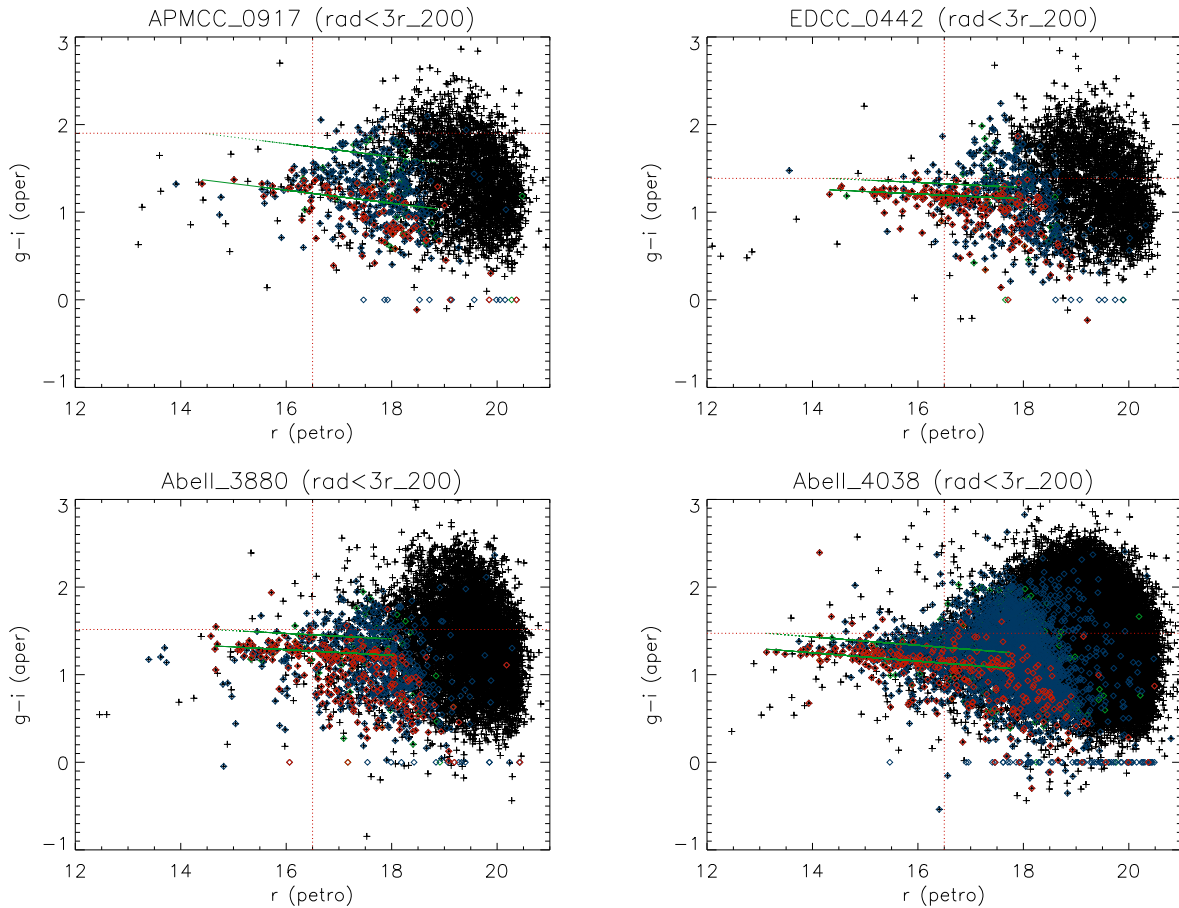 APMCC_0917 (rad<3r_200)
3
2
1
0
−1
g−i (aper)
12 14 16 18 20
r (petro)
EDCC_0442 (rad<3r_200)
3
2
1
0
−1
g−i (aper)
12 14 16 18 20
r (petro)
Abell_3880 (rad<3r_200)
3
2
1
0
−1
g−i (aper)
12 14 16 18 20
r (petro)
Abell_4038 (rad<3r_200)
3
2
1
0
−1
g−i (aper)
12 14 16 18 20
r (petro)